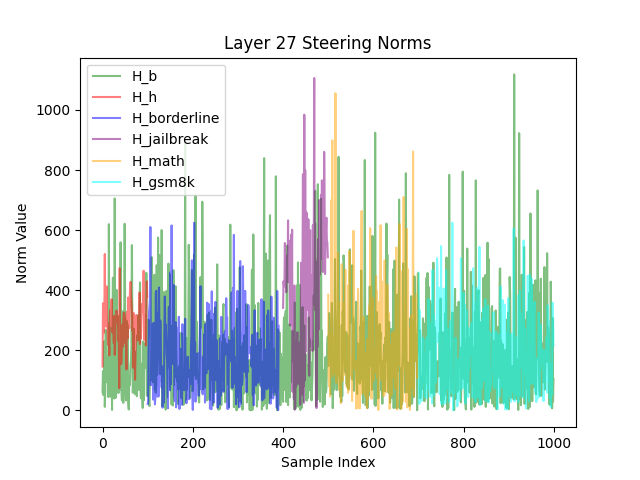 Layer 27 Steering Norms
H_b
H_h
H_borderline
H_jailbreak
H_math
H_gsm8k
Norm Value
1000
800
600
400
200
0
0
200
400
600
800
1000
Sample Index